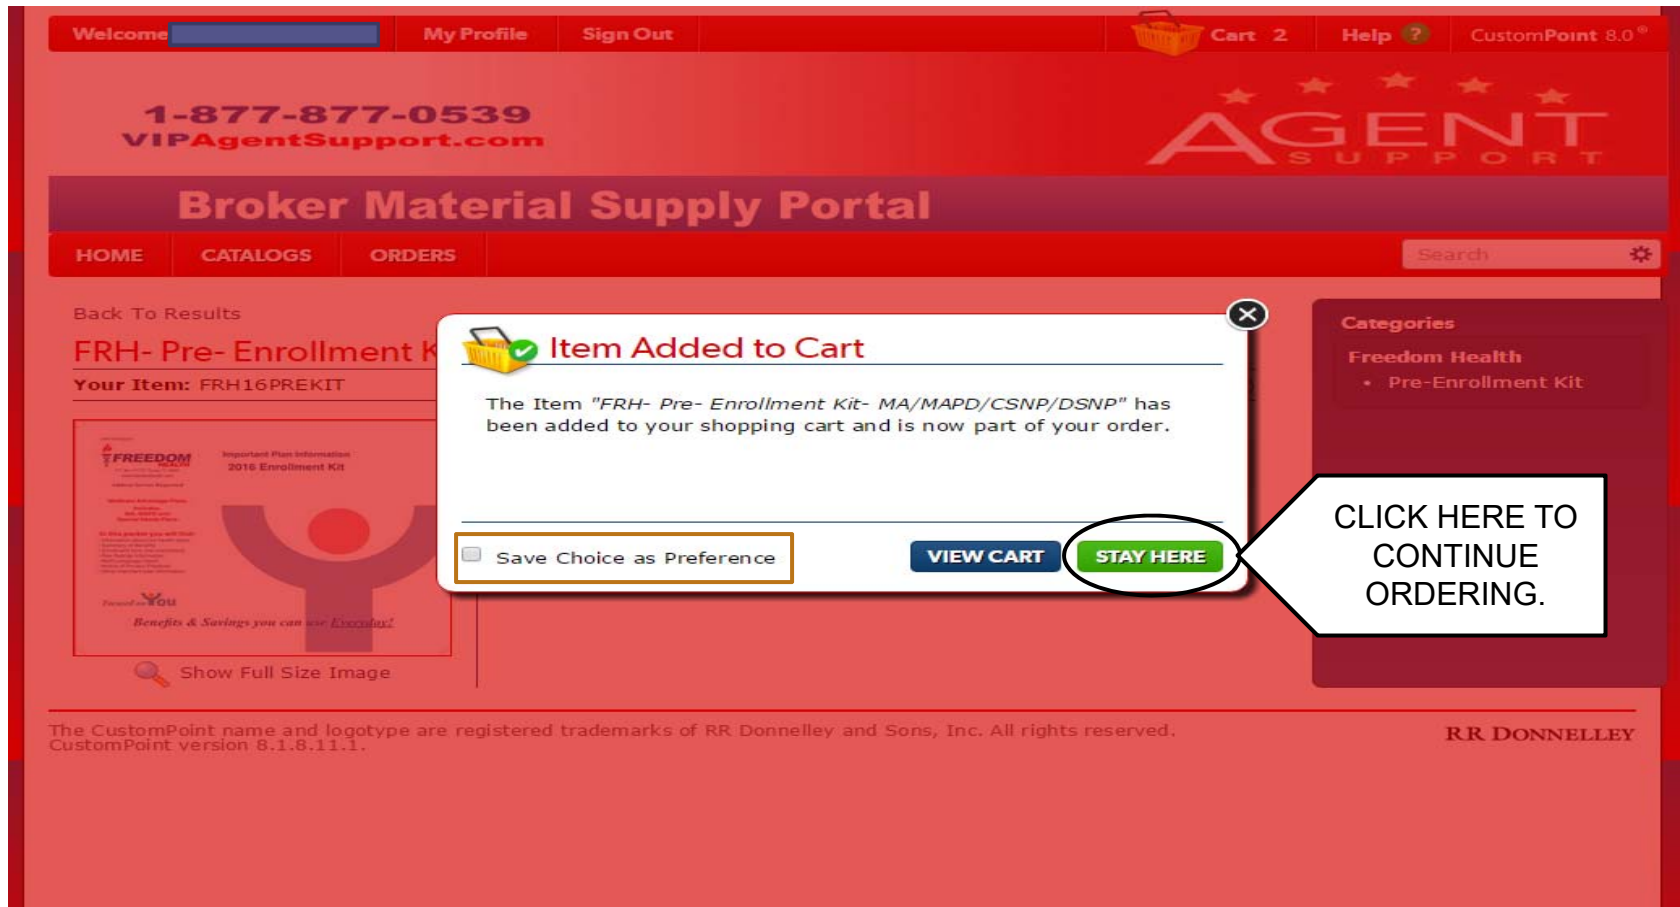 Welcome
My Profile
Sign Out
Cart 2
Help ?
CustomPoint 8.0®
1-877-877-0539
VIPAgentSupport.com
AGENT
SUPPORT
Broker Material Supply Portal
HOME
CATALOGS
ORDERS
Search
Back To Results
FRH- Pre- Enrollment K
Your Item: FRH16PREKIT
FREEDOM
HEALTH
Important Plan Information
2016 Enrollment Kit
You
Benefits & Savings you can use Everyday!
Show Full Size Image
Item Added to Cart
The Item "FRH- Pre- Enrollment Kit- MA/MAPD/CSNP/DSNP" has
been added to your shopping cart and is now part of your order.
Save Choice as Preference
VIEW CART
STAY HERE
CLICK HERE TO
CONTINUE
ORDERING.
Categories
Freedom Health
• Pre-Enrollment Kit
The CustomPoint name and logotype are registered trademarks of RR Donnelley and Sons, Inc. All rights reserved.
CustomPoint version 8.1.8.11.1.
RR DONNELLEY